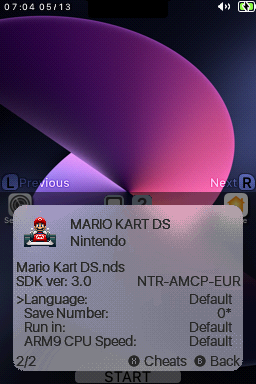 07:04 05/13
L Previous
Next R
MARIO KART DS
Nintendo
Mario Kart DS.nds
SDK ver: 3.0 NTR-AMCP-EUR
>Language: Default
Save Number: 0*
Run in: Default
ARM9 CPU Speed: Default
2/2 X Cheats B Back
START